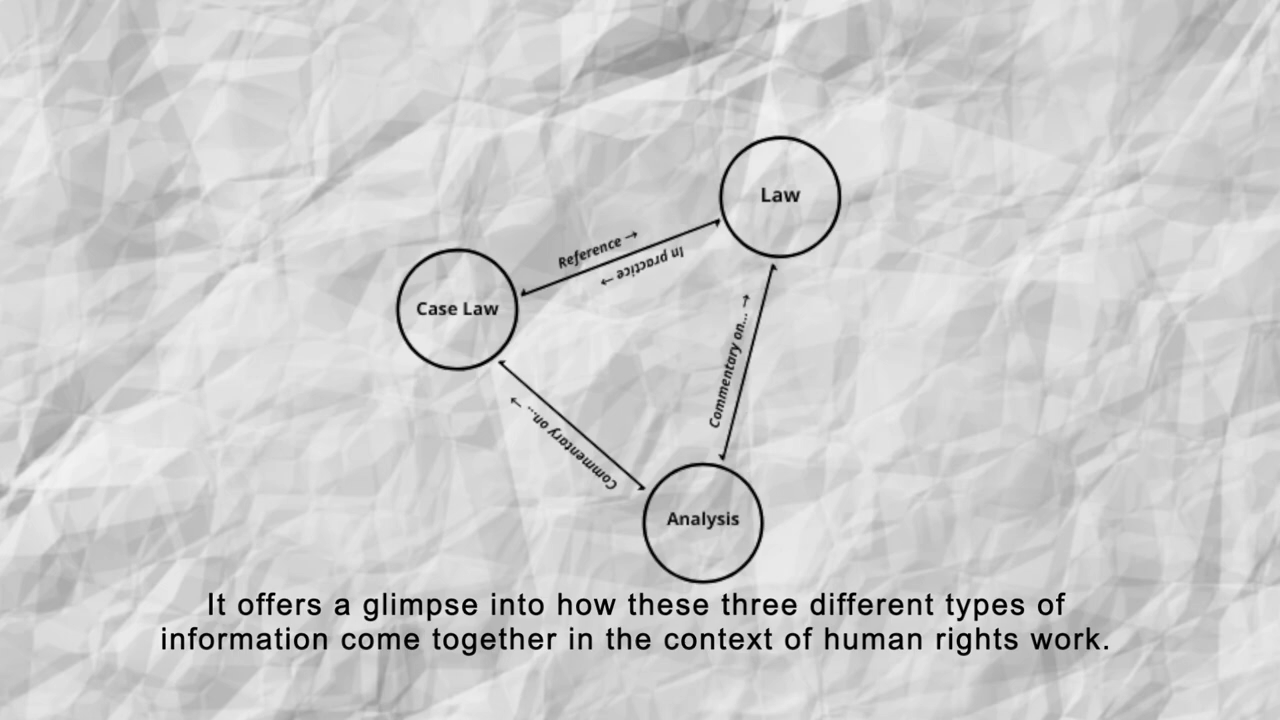 Law
Reference →
In practice →
Case Law
Commentary on... →
Commentary on... →
Analysis
It offers a glimpse into how these three different types of
information come together in the context of human rights work.